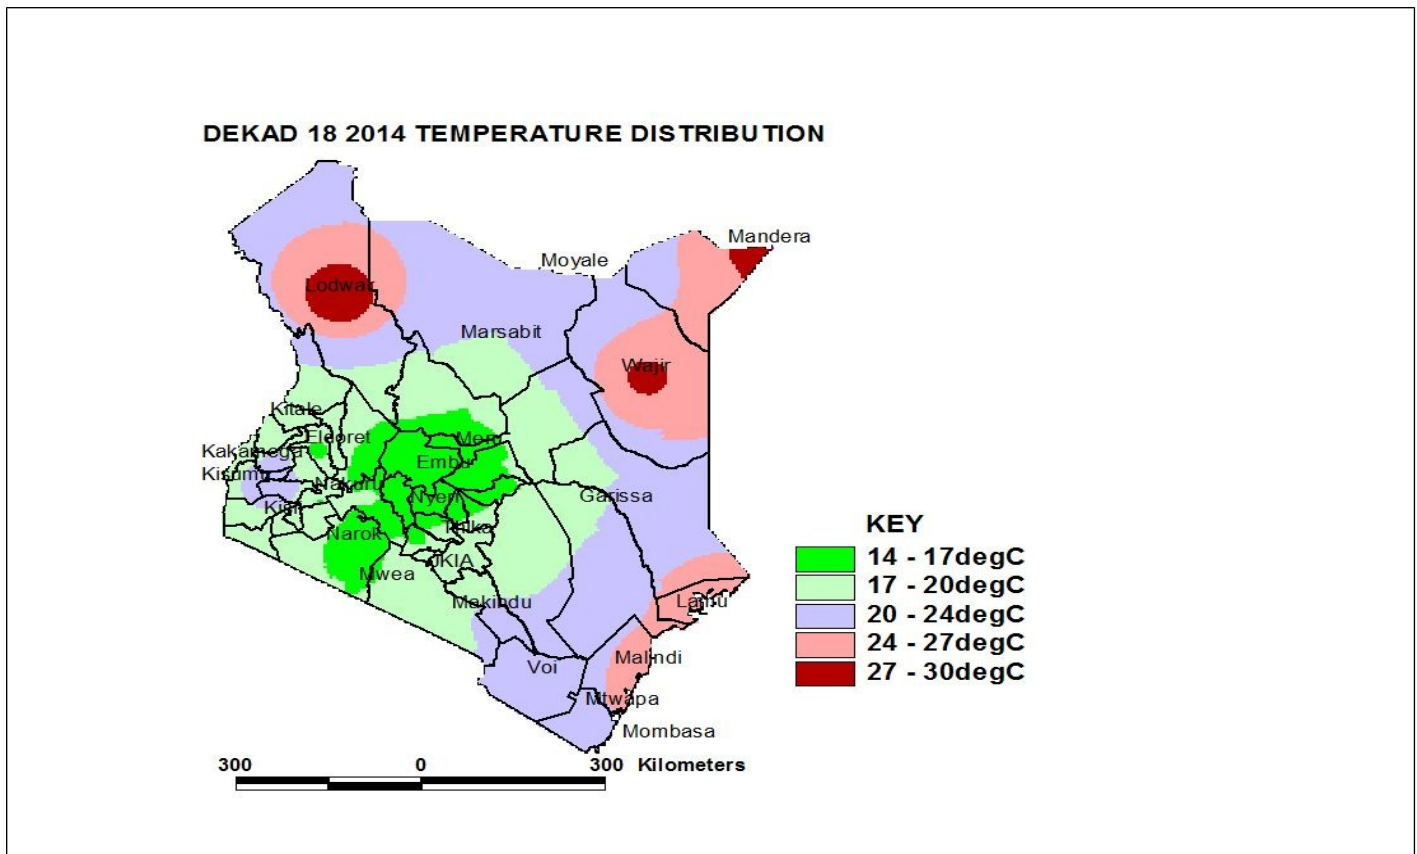 DEKAD 18 2014 TEMPERATURE DISTRIBUTION
Mandera
Moyale
Lodwar
Marsabit
Wajir
Kitale
Eldoret
Meru
Kakamega
Embu
Kisumu
Nakuru
Nyeri
Garissa
Kisii
Thika
Narok
JKIA
Mwea
Makindu
Lamu
Malindi
Voi
Mtwapa
Mombasa
KEY
14 - 17degC
17 - 20degC
20 - 24degC
24 - 27degC
27 - 30degC
300 0 300 Kilometers